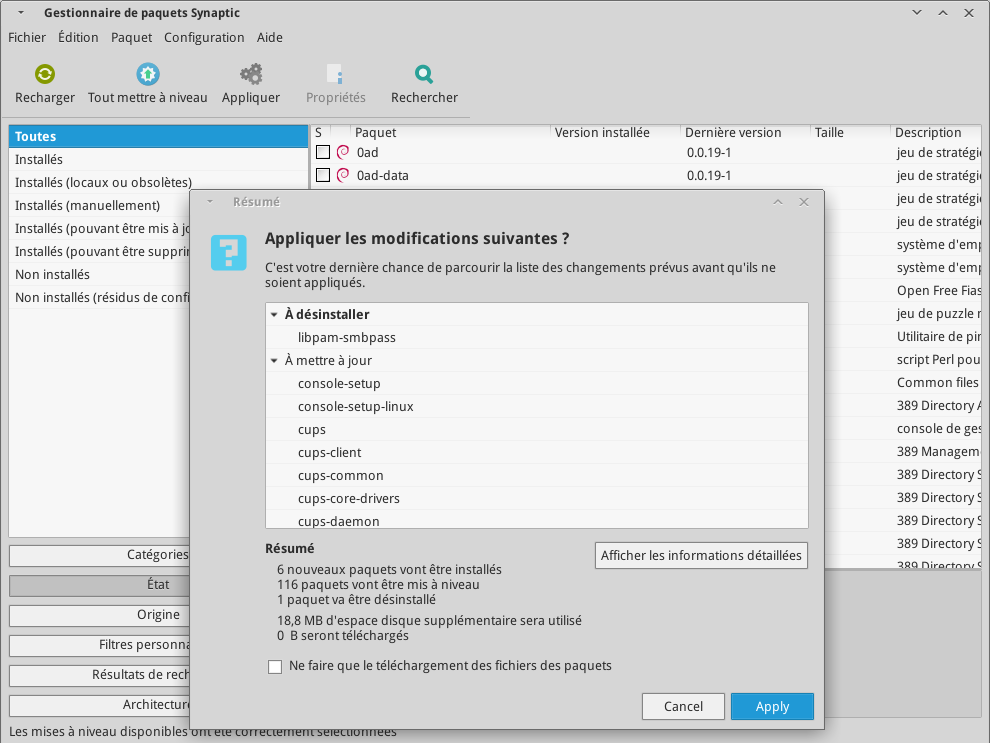 Gestionnaire de paquets Synaptic
Fichier Édition Paquet Configuration Aide
Recharger Tout mettre à niveau Appliquer Propriétés Rechercher
Toutes
Installés
Installés (locaux ou obsolètes)
Installés (manuellement)
Installés (pouvant être mis à jo
Installés (pouvant être supprir
Non installés
Non installés (résidus de confi
S Paquet Version installée Dernière version Taille Description
0ad 0.0.19-1 jeu de stratégi
0ad-data 0.0.19-1 jeu de stratégi
jeu de stratégi
jeu de stratégi
système d'emp
système d'emp
Open Free Fias
jeu de puzzle
Utilitaire de pir
script Perl pou
Common files
389 Directory
console de ges
389 Managem
389 Directory S
389 Directory S
389 Directory S
389 Directory S
389 Directory S
Résumé
Appliquer les modifications suivantes ?
C'est votre dernière chance de parcourir la liste des changements prévus avant qu'ils ne
soient appliqués.
À désinstaller
libpam-smbpass
À mettre à jour
console-setup
console-setup-linux
cups
cups-client
cups-common
cups-core-drivers
cups-daemon
Résumé
Afficher les informations détaillées
6 nouveaux paquets vont être installés
116 paquets vont être mis à niveau
1 paquet va être désinstallé
18,8 MB d'espace disque supplémentaire sera utilisé
0 B seront téléchargés
Ne faire que le téléchargement des fichiers des paquets
Cancel Apply
Catégories
État
Origine
Filtres personna
Résultats de rech
Architecture
Les mises à niveau disponibles ont été correctement sélectionnées